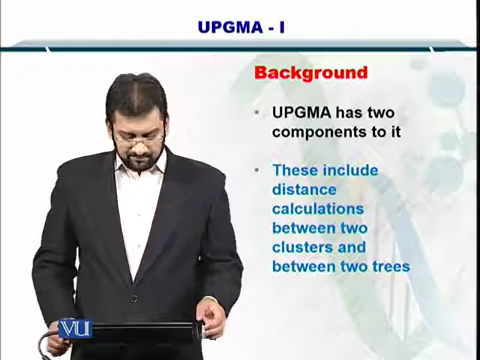 UPGMA - I
Background
• UPGMA has two
components to it
• These include
distance
calculations
between two
clusters and
between two trees
VU